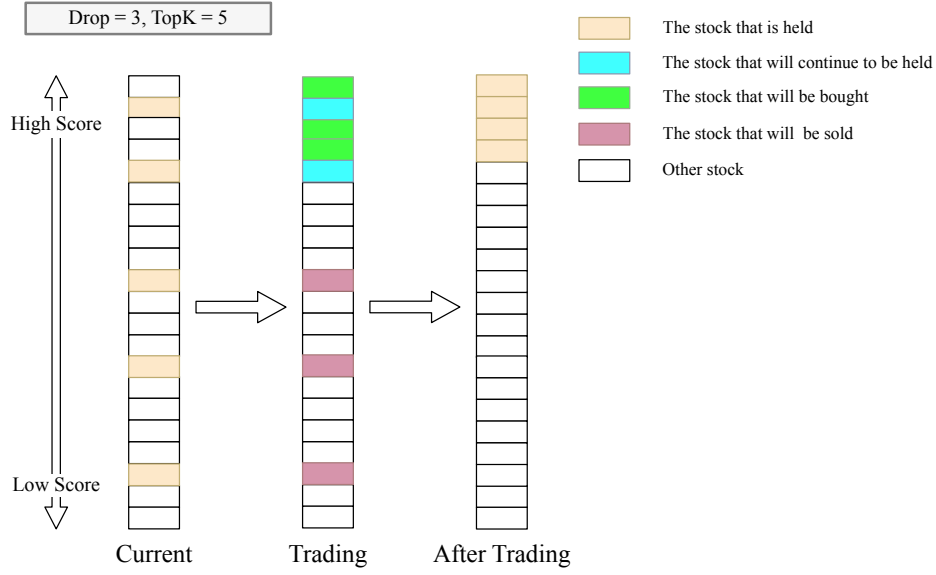 Drop = 3, TopK = 5
The stock that is held
The stock that will continue to be held
The stock that will be bought
The stock that will  be sold
Other stock
High Score
Low Score
Current
Trading
After Trading